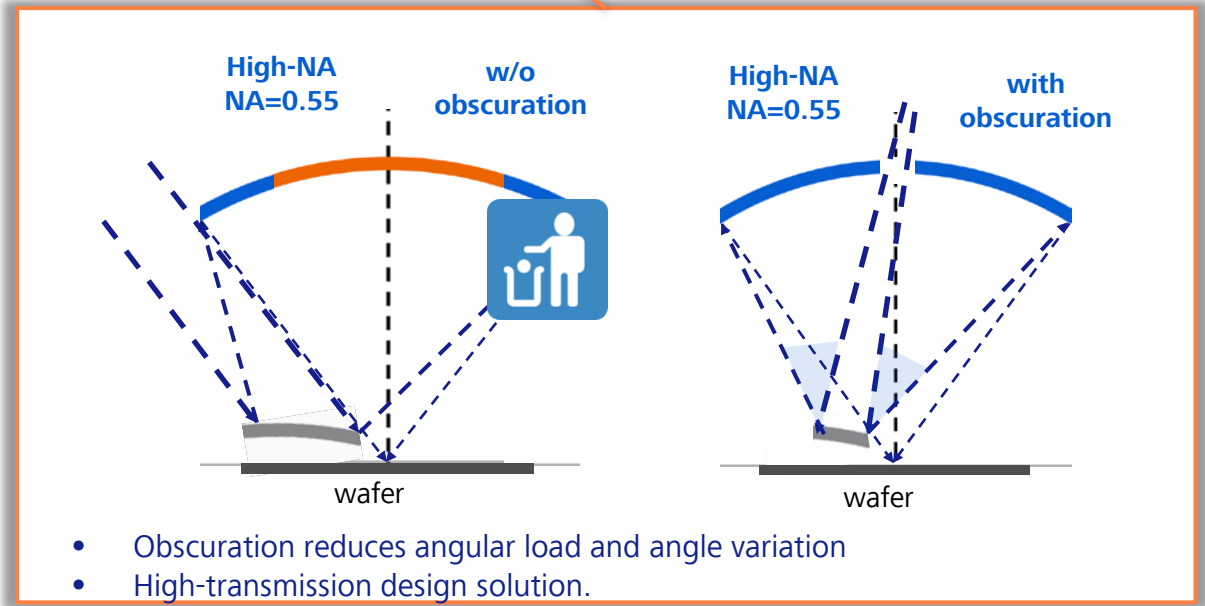 High-NA
NA=0.55
w/o
obscuration
High-NA
NA=0.55
with
obscuration
wafer
wafer
• Obscuration reduces angular load and angle variation
• High-transmission design solution.